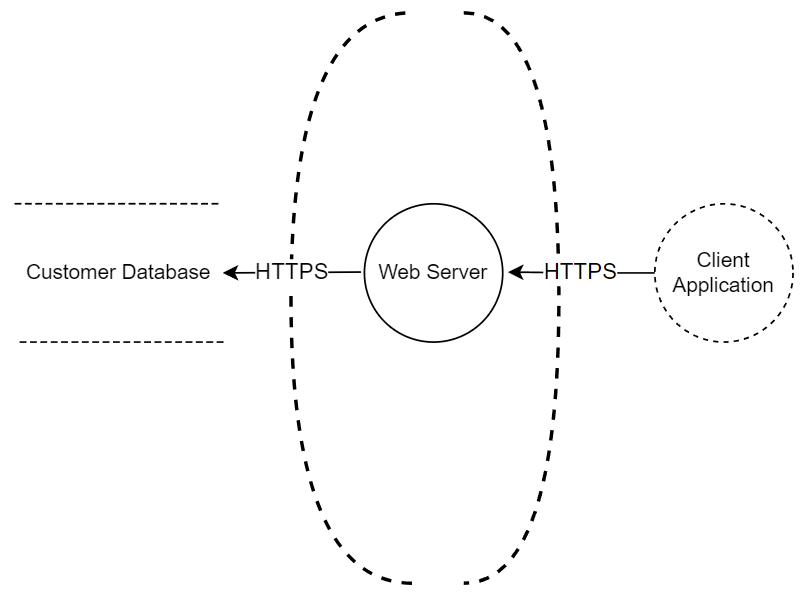 Customer Database
HTTPS
Web Server
HTTPS
Client
Application